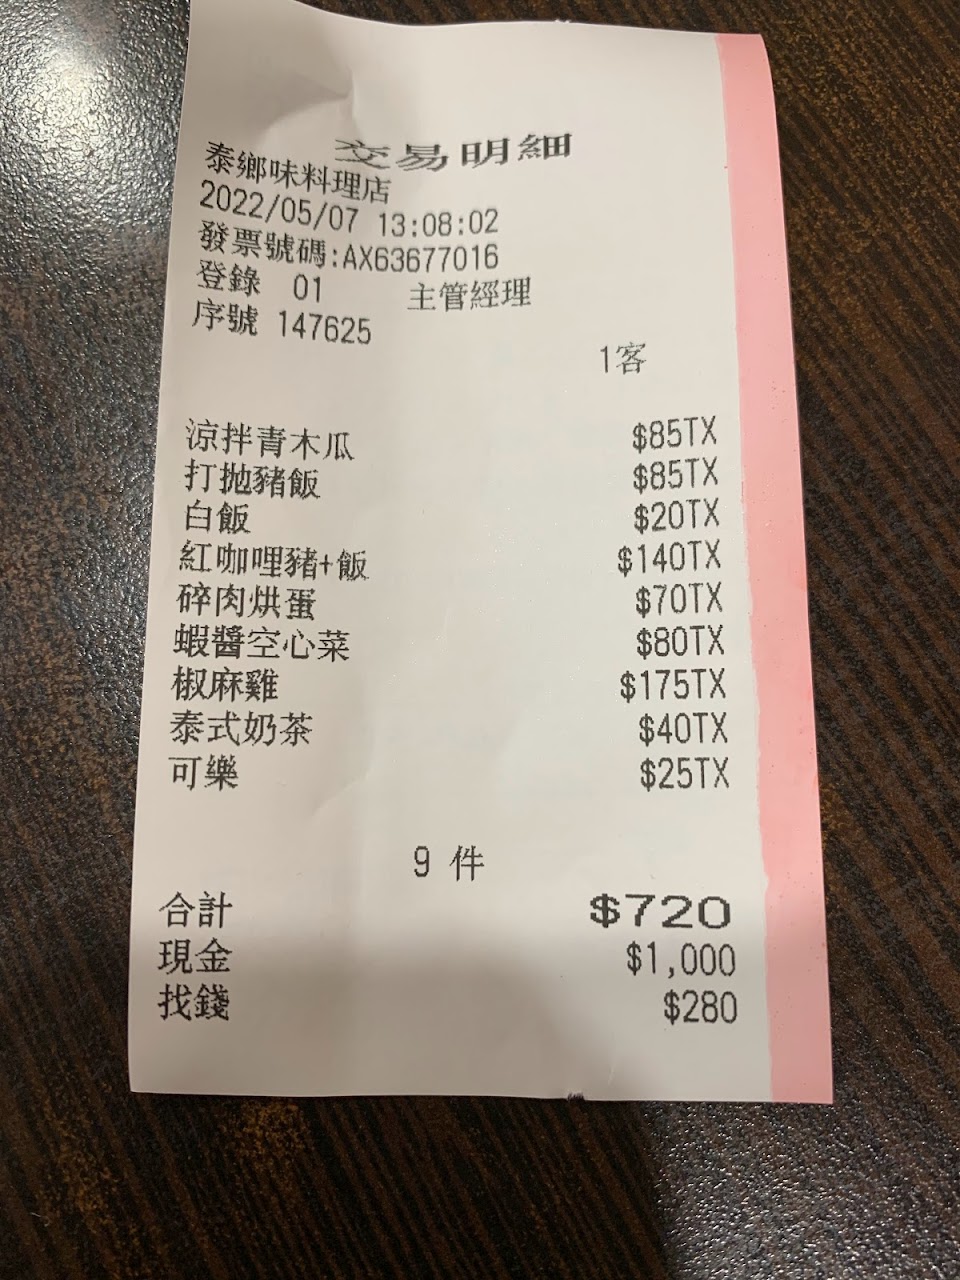 交易明細
泰鄉味料理店
2022/05/07 13:08:02
發票號碼:AX63677016
登錄 01 主管經理
序號 147625
1客
涼拌青木瓜 $85TX
打拋豬飯 $85TX
白飯 $20TX
紅咖哩豬+飯 $140TX
碎肉烘蛋 $70TX
蝦醬空心菜 $80TX
椒麻雞 $175TX
泰式奶茶 $40TX
可樂 $25TX
9 件
合計 $720
現金 $1,000
找錢 $280